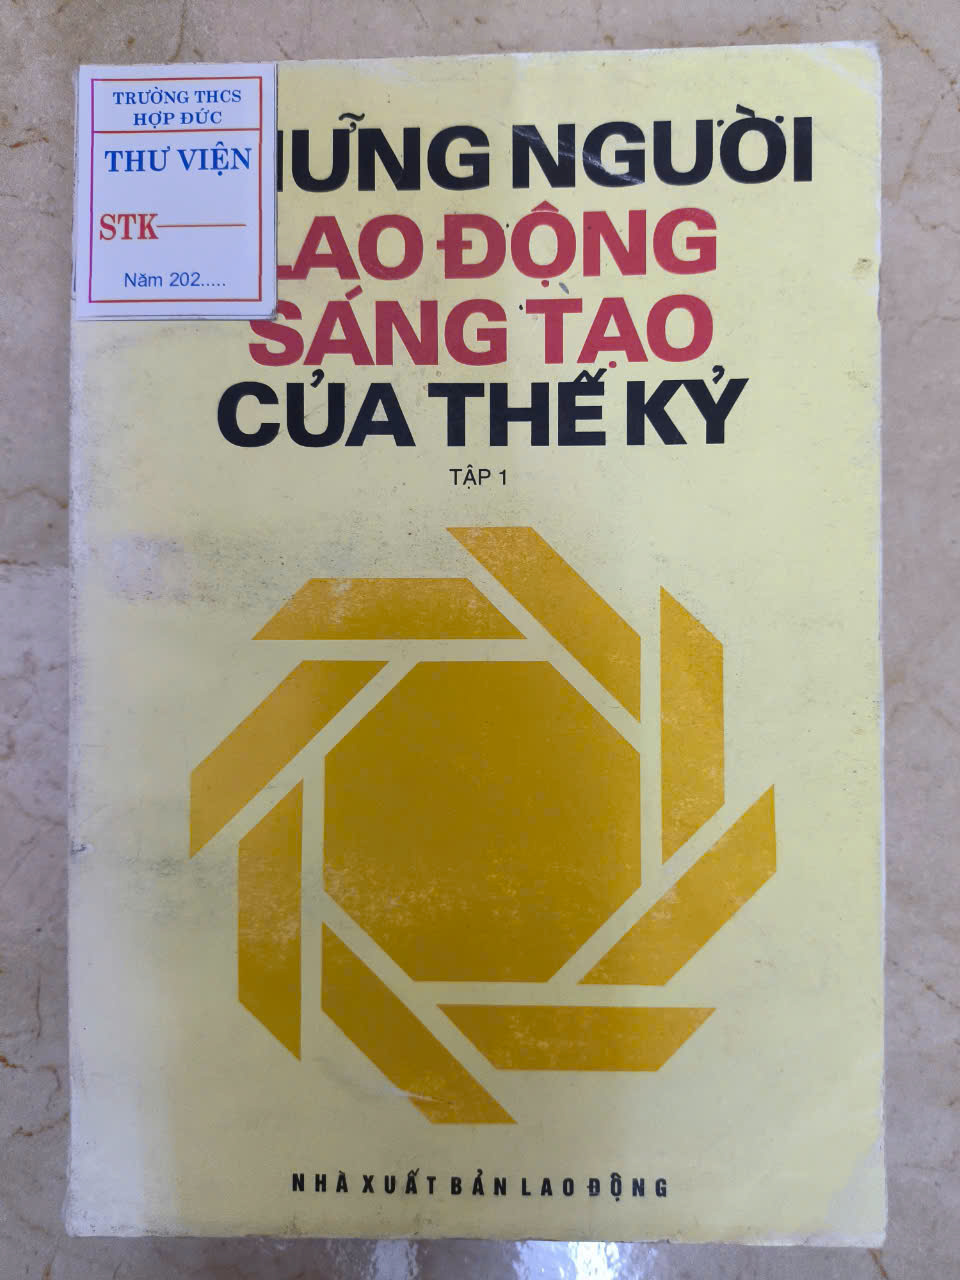 TRƯỜNG THCS
HỢP ĐỨC
THƯ VIỆN
STK
Năm 202.....
NGƯỜI
LAO ĐỘNG
SÁNG TẠO
CỦA THẾ KỶ
TẬP 1
NHÀ XUẤT BẢN LAO ĐỘNG